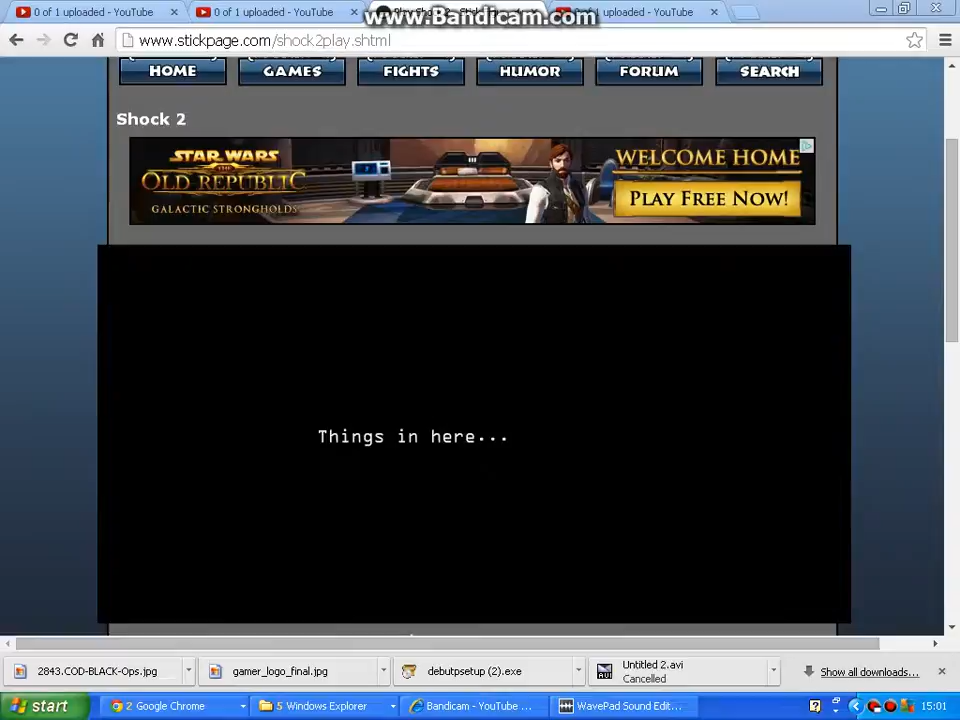 www.Bandicam.com
0 of 1 uploaded - YouTube
0 of 1 uploaded - YouTube
0 of 1 uploaded - YouTube
www.stickpage.com/shock2play.shtml
HOME GAMES FIGHTS HUMOR FORUM SEARCH
Shock 2
STAR WARS
THE
OLD REPUBLIC
GALACTIC STRONGHOLDS
WELCOME HOME
PLAY FREE NOW!
Things in here...
2843.COD-BLACK-Ops.jpg
gamer_logo_final.jpg
debutpsetup (2).exe
Untitled 2.avi
Cancelled
Show all downloads...
start
2 Google Chrome
5 Windows Explorer
Bandicam - YouTube ...
WavePad Sound Edit...
15:01